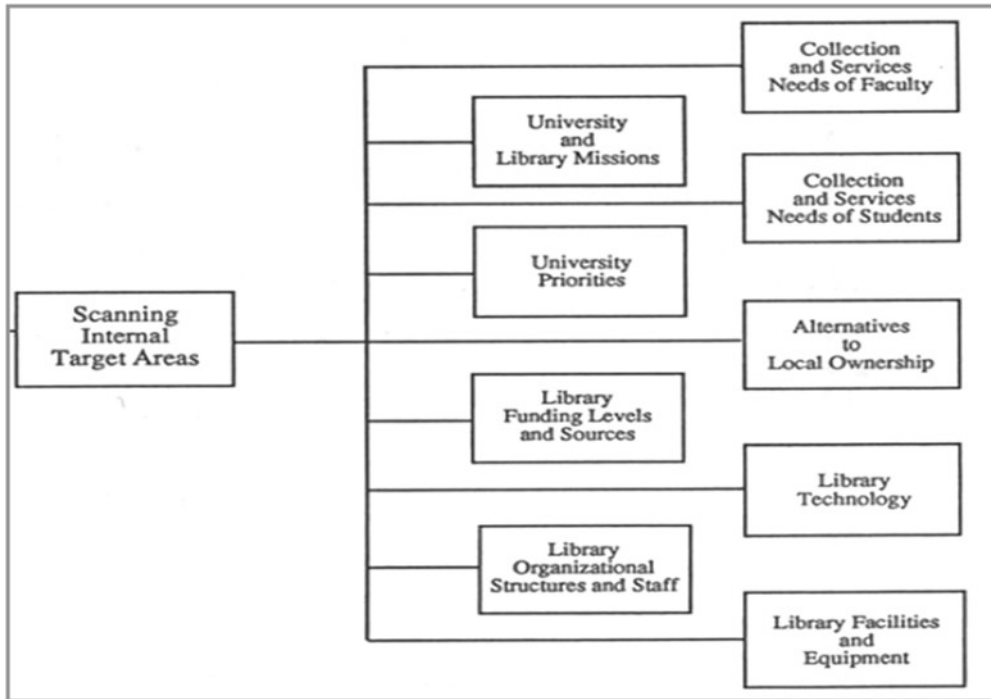 Collection
and Services
Needs of Faculty
University
and
Library Missions
Collection
and Services
Needs of Students
University
Priorities
Scanning
Internal
Target Areas
Alternatives
to
Local Ownership
Library
Funding Levels
and Sources
Library
Technology
Library
Organizational
Structures and Staff
Library Facilities
and
Equipment